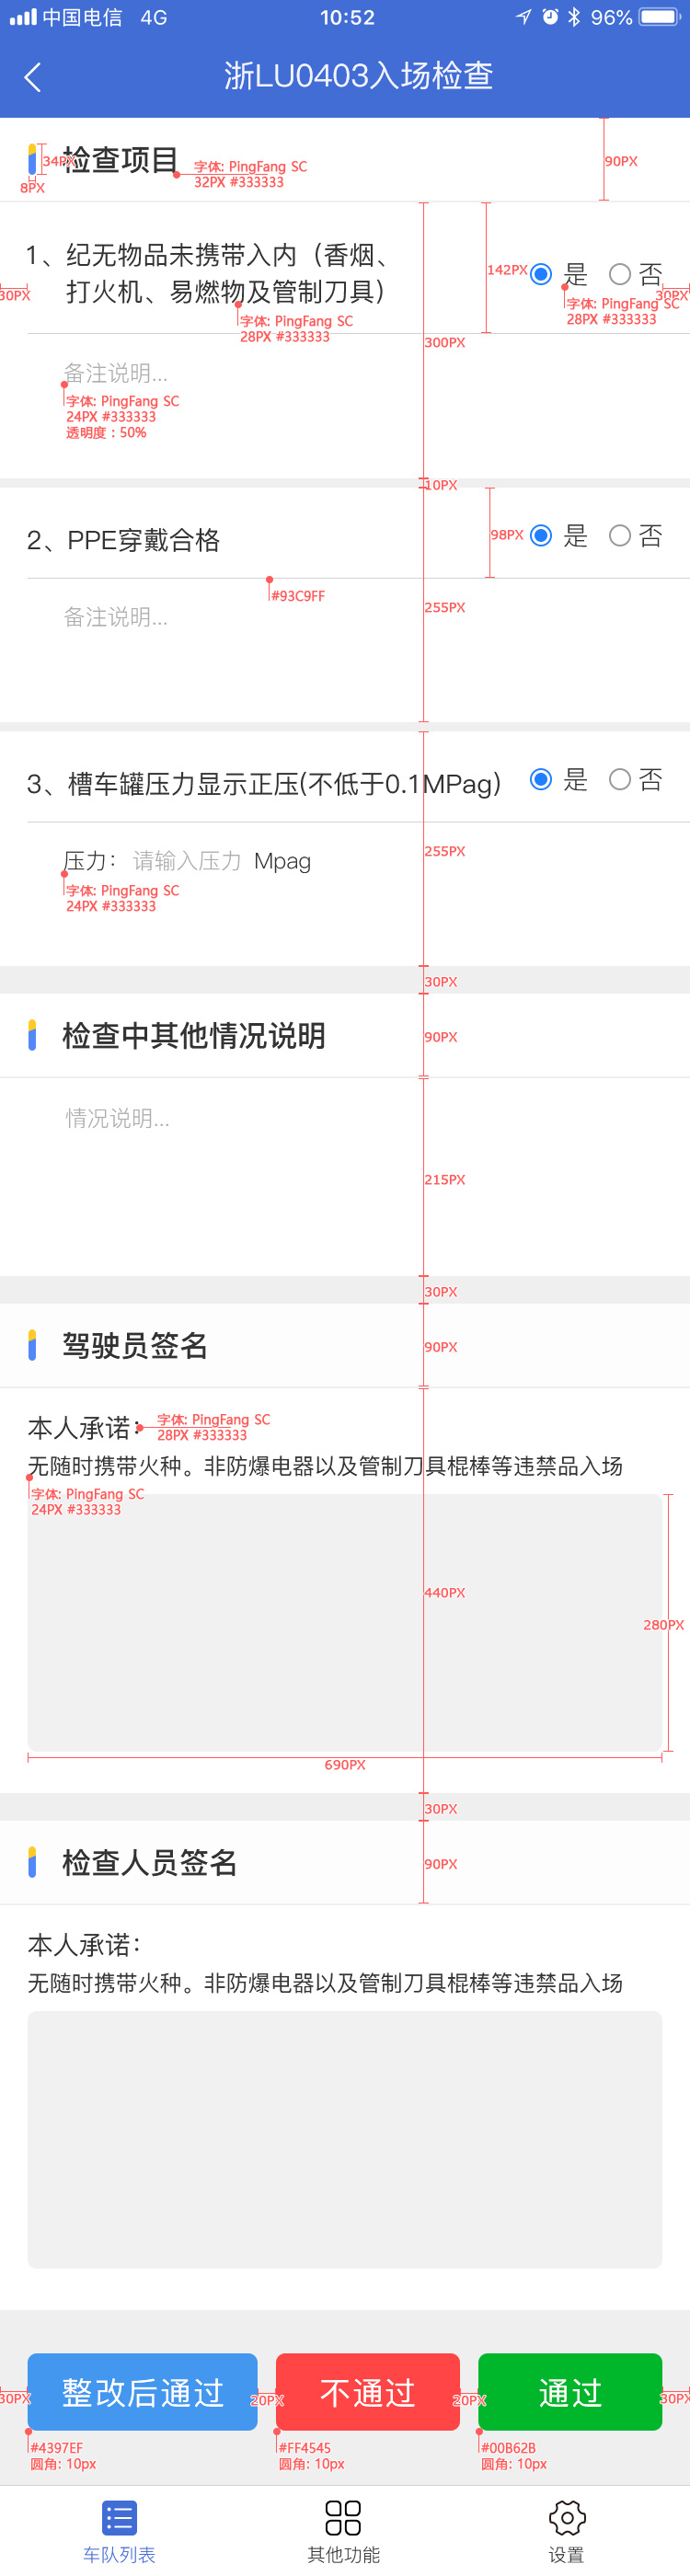 中国电信 4G 10:52 96%
浙LU0403入场检查
34PX 检查项目 字体: PingFang SC
32PX #333333
90PX
8PX
1、纪无物品未携带入内（香烟、
打火机、易燃物及管制刀具）
142PX 是 否
30PX 30PX
字体: PingFang SC
28PX #333333
字体: PingFang SC
28PX #333333
300PX
备注说明...
字体: PingFang SC
24PX #333333
透明度：50%
10PX
2、PPE穿戴合格 98PX 是 否
#93C9FF
255PX
备注说明...
3、槽车罐压力显示正压(不低于0.1MPag) 是 否
压力： 请输入压力 Mpag
255PX
字体: PingFang SC
24PX #333333
30PX
检查中其他情况说明 90PX
情况说明...
215PX
30PX
驾驶员签名 90PX
本人承诺： 字体: PingFang SC
28PX #333333
无随时携带火种。非防爆电器以及管制刀具棍棒等违禁品入场
字体: PingFang SC
24PX #333333
440PX
280PX
690PX
30PX
检查人员签名 90PX
本人承诺：
无随时携带火种。非防爆电器以及管制刀具棍棒等违禁品入场
30PX 整改后通过 20PX 不通过 20PX 通过 30PX
#4397EF #FF4545 #00B62B
圆角: 10px 圆角: 10px 圆角: 10px
车队列表 其他功能 设置